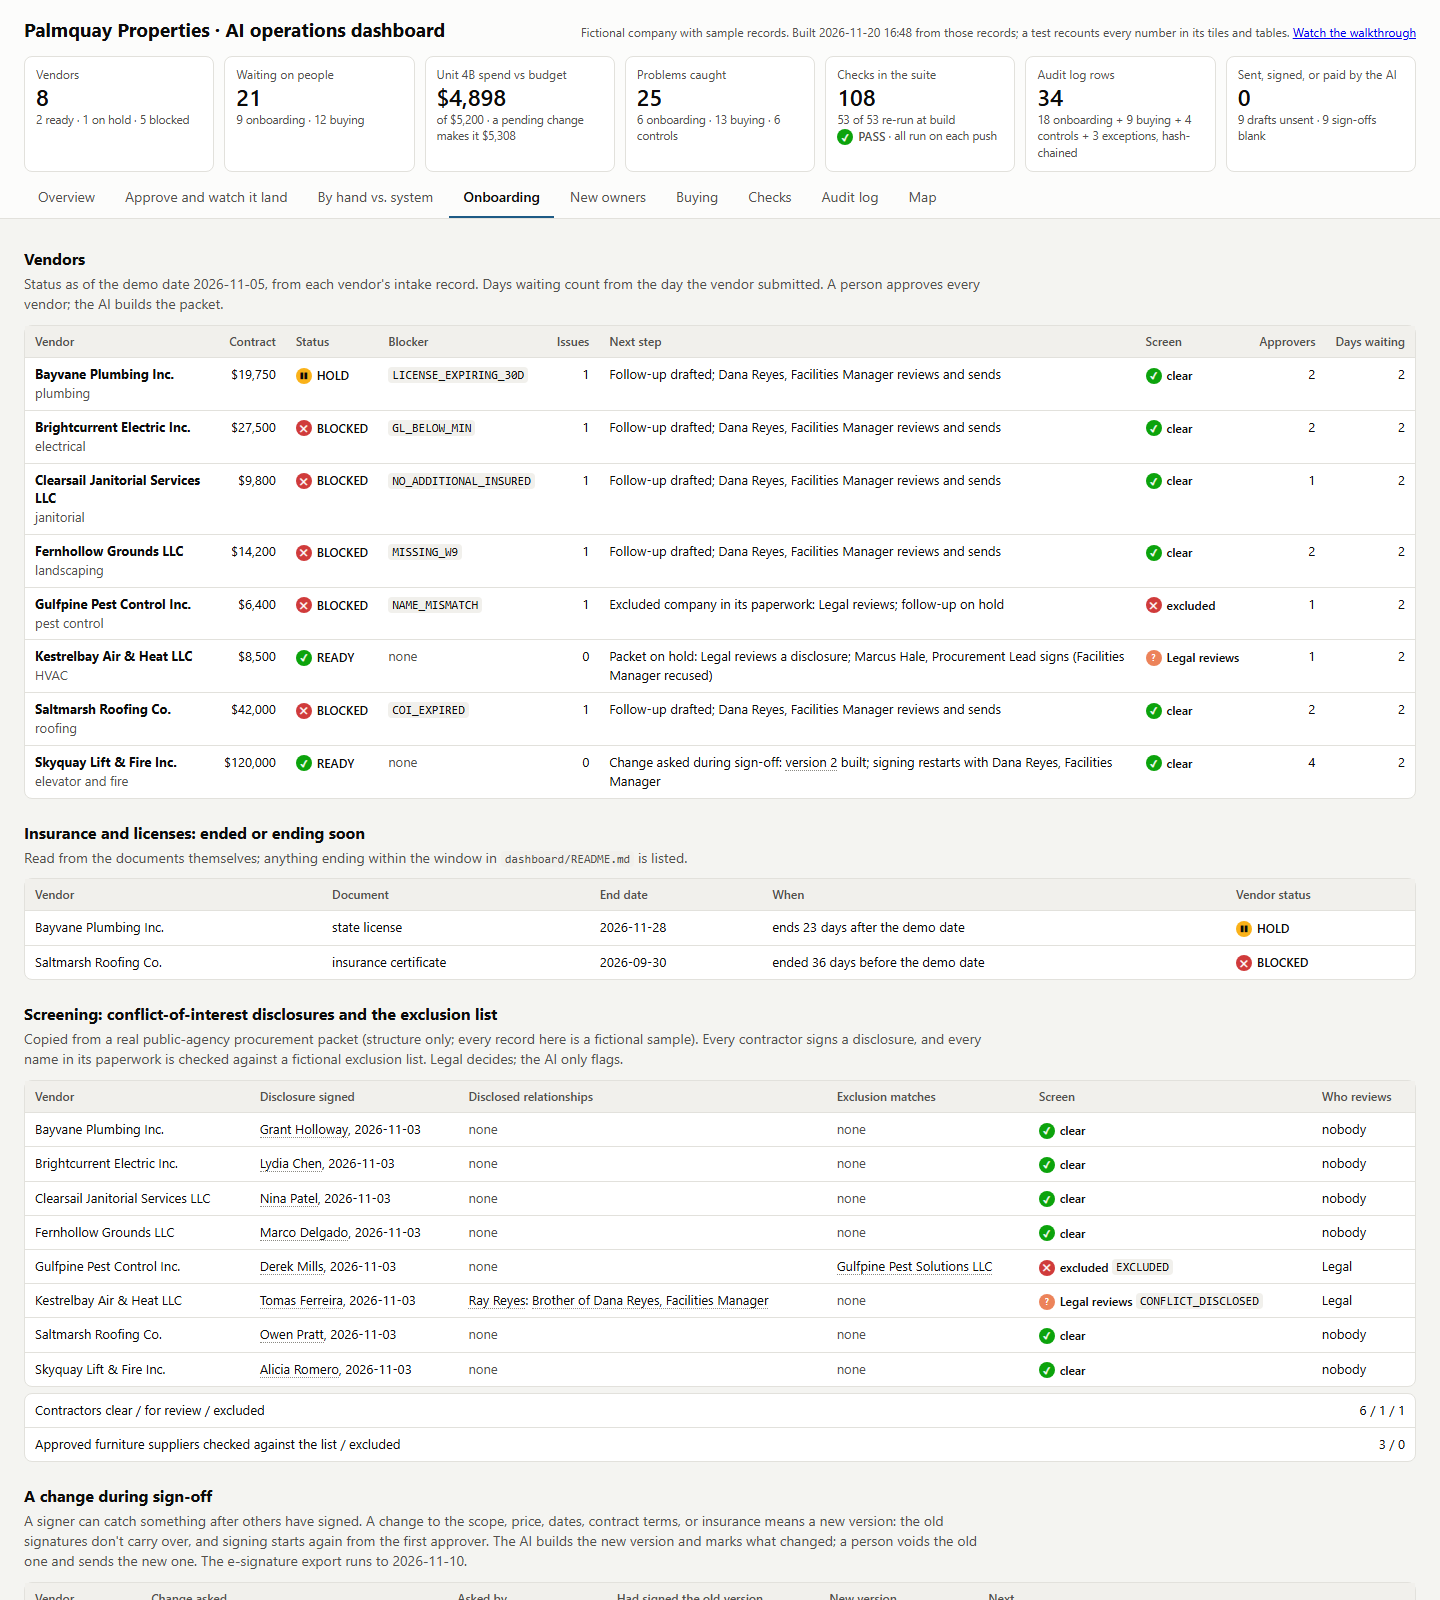 Palmquay Properties · AI operations dashboard
Fictional company with sample records. Built 2026-11-20 16:48 from those records; a test recounts every number in its tiles and tables. Watch the walkthrough
Vendors
8
2 ready · 1 on hold · 5 blocked
Waiting on people
21
9 onboarding · 12 buying
Unit 4B spend vs budget
$4,898
of $5,200 · a pending change
makes it $5,308
Problems caught
25
6 onboarding · 13 buying · 6
controls
Checks in the suite
108
53 of 53 re-run at build
PASS · all run on each push
Audit log rows
34
18 onboarding + 9 buying + 4
controls + 3 exceptions, hash-
chained
Sent, signed, or paid by the AI
0
9 drafts unsent · 9 sign-offs
blank
Overview Approve and watch it land By hand vs. system Onboarding New owners Buying Checks Audit log Map
Vendors
Status as of the demo date 2026-11-05, from each vendor's intake record. Days waiting count from the day the vendor submitted. A person approves every
vendor; the AI builds the packet.
Vendor Contract Status Blocker Issues Next step Screen Approvers Days waiting
Bayvane Plumbing Inc. $19,750 HOLD LICENSE_EXPIRING_30D 1 Follow-up drafted; Dana Reyes, Facilities Manager reviews and sends clear 2 2
plumbing
Brightcurrent Electric Inc. $27,500 BLOCKED GL_BELOW_MIN 1 Follow-up drafted; Dana Reyes, Facilities Manager reviews and sends clear 2 2
electrical
Clearsail Janitorial Services $9,800 BLOCKED NO_ADDITIONAL_INSURED 1 Follow-up drafted; Dana Reyes, Facilities Manager reviews and sends clear 1 2
LLC
janitorial
Fernhollow Grounds LLC $14,200 BLOCKED MISSING_W9 1 Follow-up drafted; Dana Reyes, Facilities Manager reviews and sends clear 2 2
landscaping
Gulfpine Pest Control Inc. $6,400 BLOCKED NAME_MISMATCH 1 Excluded company in its paperwork: Legal reviews; follow-up on hold excluded 1 2
pest control
Kestrelbay Air & Heat LLC $8,500 READY none 0 Packet on hold: Legal reviews a disclosure; Marcus Hale, Procurement Lead signs (Facilities Legal reviews 1 2
HVAC Manager recused)
Saltmarsh Roofing Co. $42,000 BLOCKED COI_EXPIRED 1 Follow-up drafted; Dana Reyes, Facilities Manager reviews and sends clear 2 2
roofing
Skyquay Lift & Fire Inc. $120,000 READY none 0 Change asked during sign-off: version 2 built; signing restarts with Dana Reyes, Facilities clear 4 2
elevator and fire Manager
Insurance and licenses: ended or ending soon
Read from the documents themselves; anything ending within the window in dashboard/README.md is listed.
Vendor Document End date When Vendor status
Bayvane Plumbing Inc. state license 2026-11-28 ends 23 days after the demo date HOLD
Saltmarsh Roofing Co. insurance certificate 2026-09-30 ended 36 days before the demo date BLOCKED
Screening: conflict-of-interest disclosures and the exclusion list
Copied from a real public-agency procurement packet (structure only; every record here is a fictional sample). Every contractor signs a disclosure, and every
name in its paperwork is checked against a fictional exclusion list. Legal decides; the AI only flags.
Vendor Disclosure signed Disclosed relationships Exclusion matches Screen Who reviews
Bayvane Plumbing Inc. Grant Holloway, 2026-11-03 none none clear nobody
Brightcurrent Electric Inc. Lydia Chen, 2026-11-03 none none clear nobody
Clearsail Janitorial Services LLC Nina Patel, 2026-11-03 none none clear nobody
Fernhollow Grounds LLC Marco Delgado, 2026-11-03 none none clear nobody
Gulfpine Pest Control Inc. Derek Mills, 2026-11-03 none Gulfpine Pest Solutions LLC excluded EXCLUDED Legal
Kestrelbay Air & Heat LLC Tomas Ferreira, 2026-11-03 Ray Reyes: Brother of Dana Reyes, Facilities Manager none Legal reviews CONFLICT_DISCLOSED Legal
Saltmarsh Roofing Co. Owen Pratt, 2026-11-03 none none clear nobody
Skyquay Lift & Fire Inc. Alicia Romero, 2026-11-03 none none clear nobody
Contractors clear / for review / excluded 6 / 1 / 1
Approved furniture suppliers checked against the list / excluded 3 / 0
A change during sign-off
A signer can catch something after others have signed. A change to the scope, price, dates, contract terms, or insurance means a new version: the old
signatures don't carry over, and signing starts again from the first approver. The AI builds the new version and marks what changed; a person voids the old
one and sends the new one. The e-signature export runs to 2026-11-10.
Vendor Change asked Asked by Had signed the old version New version Next